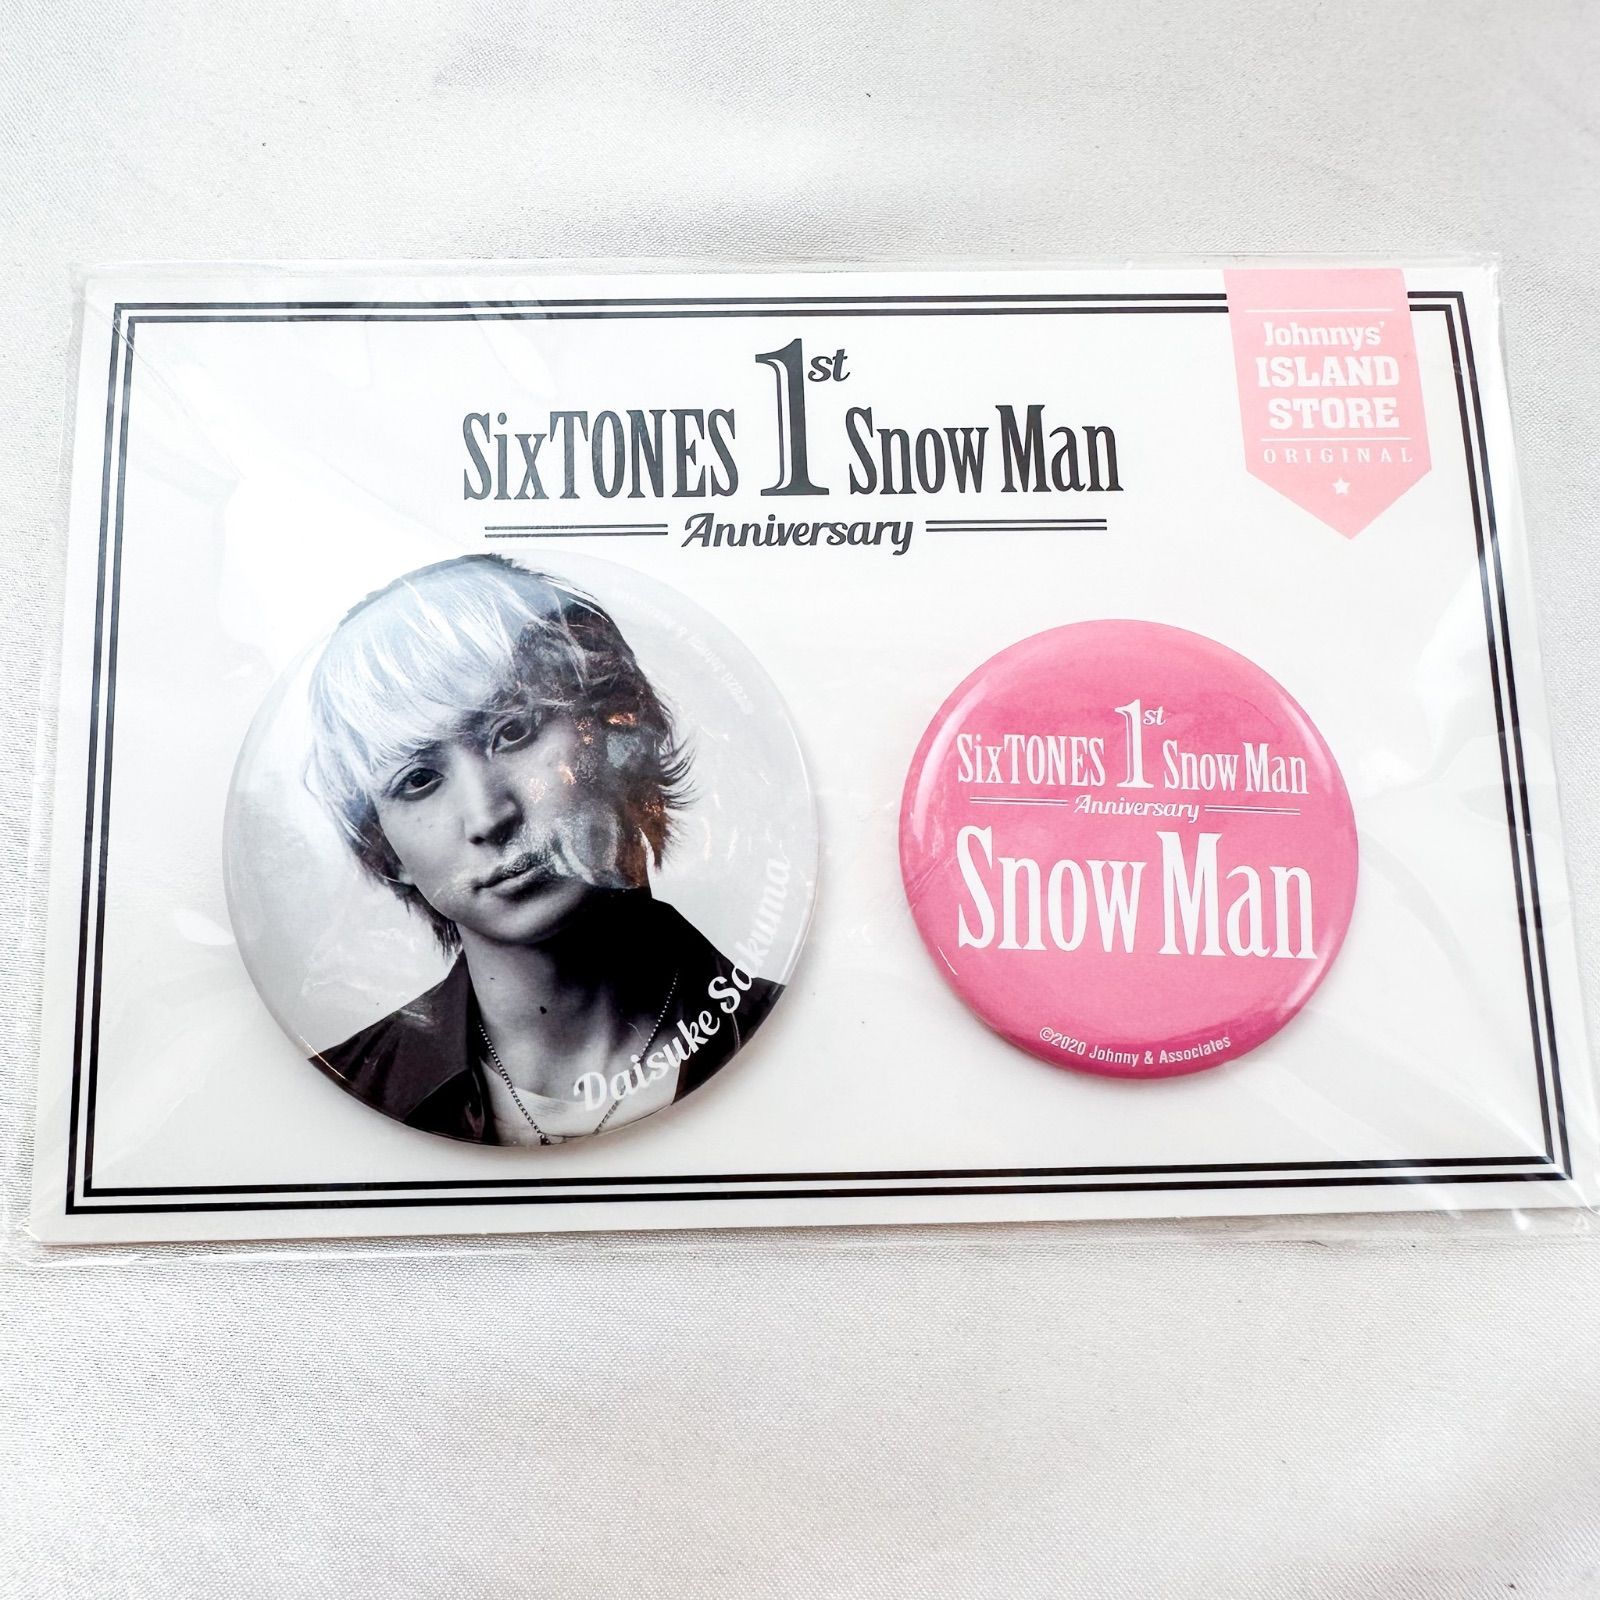 1st
SixTONES Snow Man
Anniversary
Johnnys'
ISLAND
STORE
ORIGINAL
Daisuke Sakuma
1st
SixTONES Snow Man
Anniversary
Snow Man
©2020 Johnny & Associates